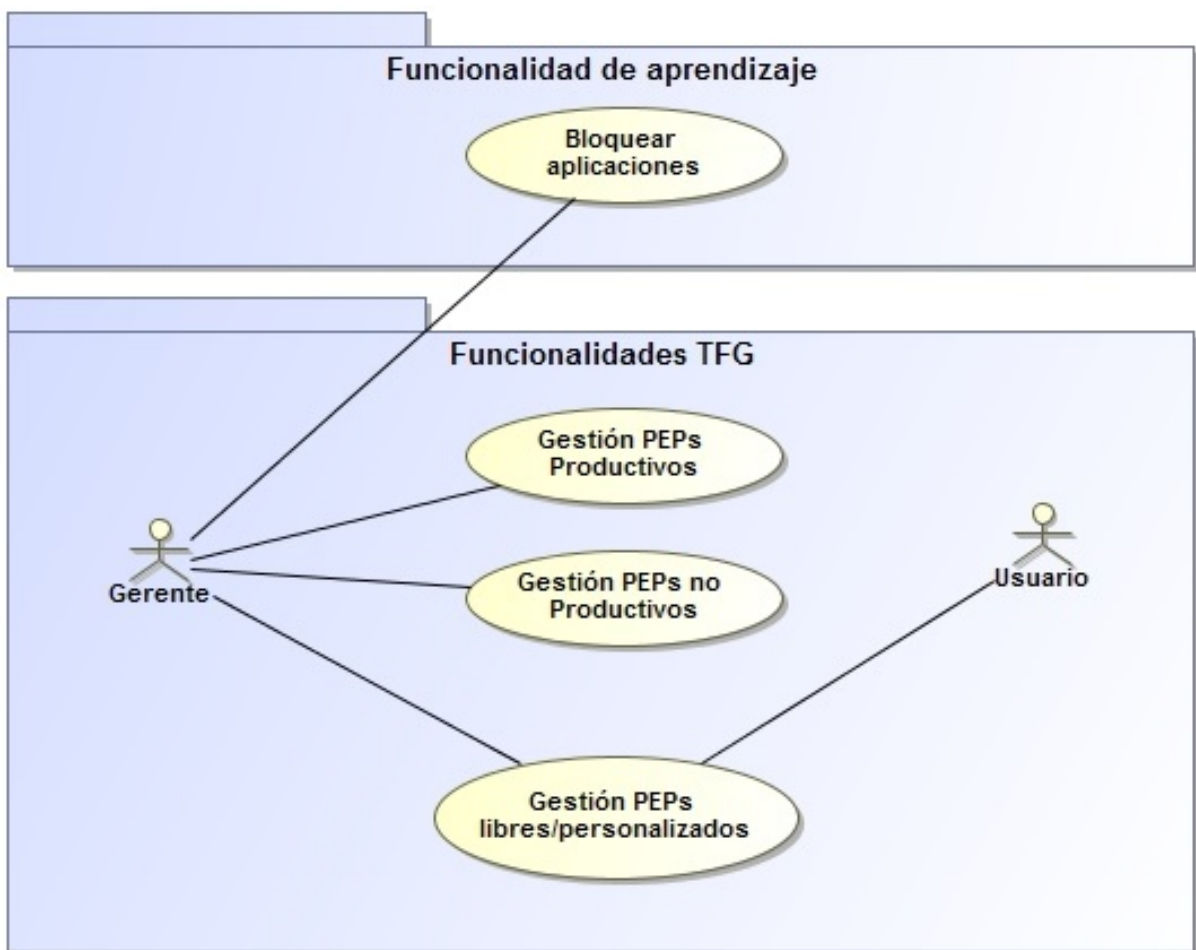 Funcionalidad de aprendizaje
Bloquear
aplicaciones
Funcionalidades TFG
Gestión PEPs
Productivos
Gerente
Gestión PEPs no
Productivos
Usuario
Gestión PEPs
libres/personalizados